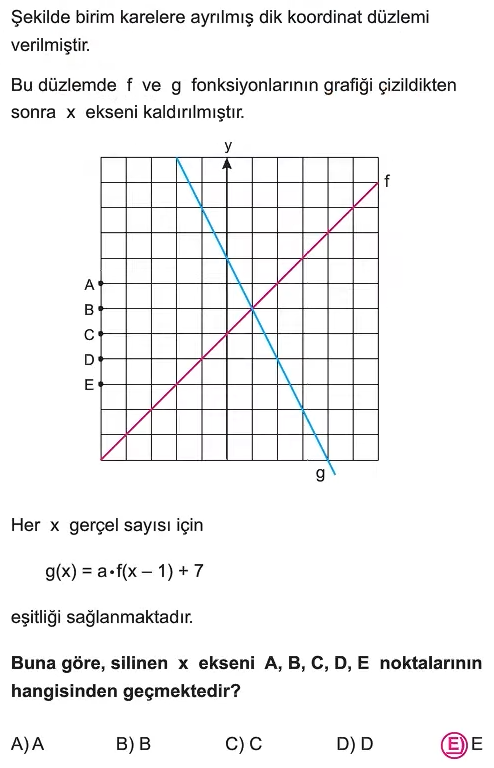 Şekilde birim karelere ayrılmış dik koordinat düzlemi
verilmiştir.
Bu düzlemde f ve g fonksiyonlarının grafiği çizildikten
sonra x ekseni kaldırılmıştır.
y
f
A
B
C
D
E
g
Her x gerçel sayısı için
g(x) = a•f(x – 1) + 7
eşitliği sağlanmaktadır.
Buna göre, silinen x ekseni A, B, C, D, E noktalarının
hangisinden geçmektedir?
A) A B) B C) C D) D E) E